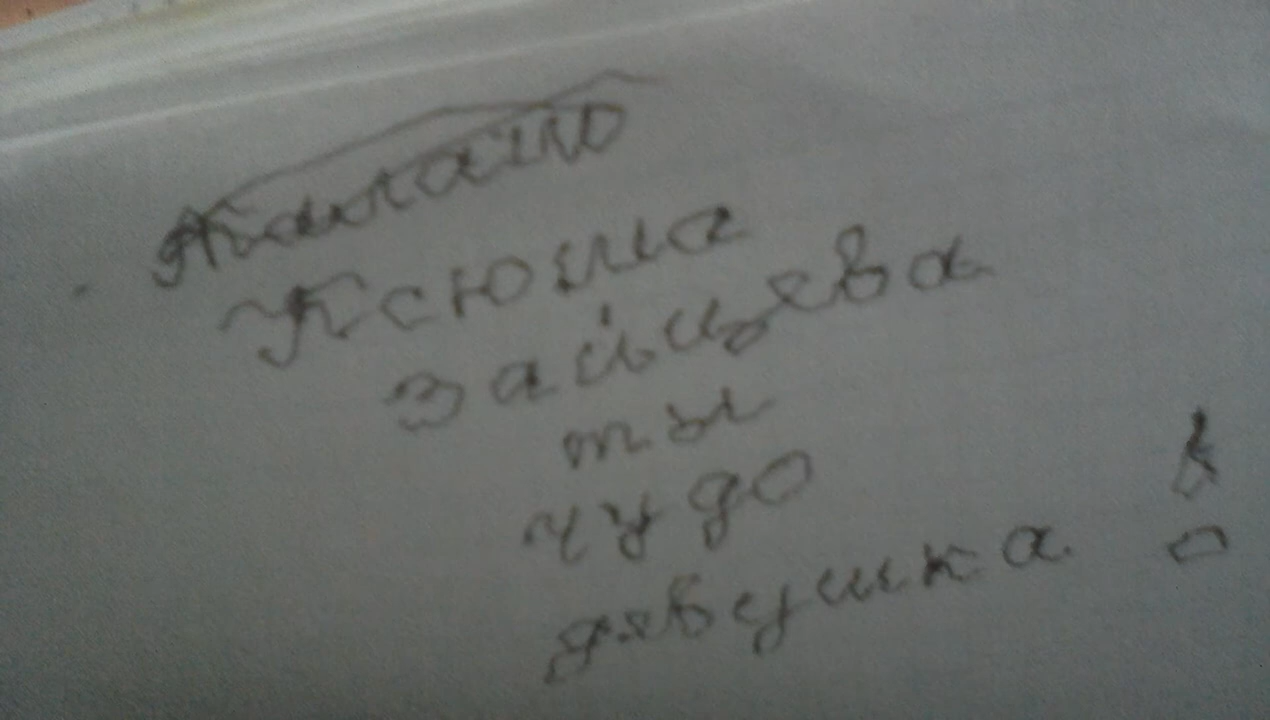 Ксюша
Зайцева
ты
чудо
девушка !